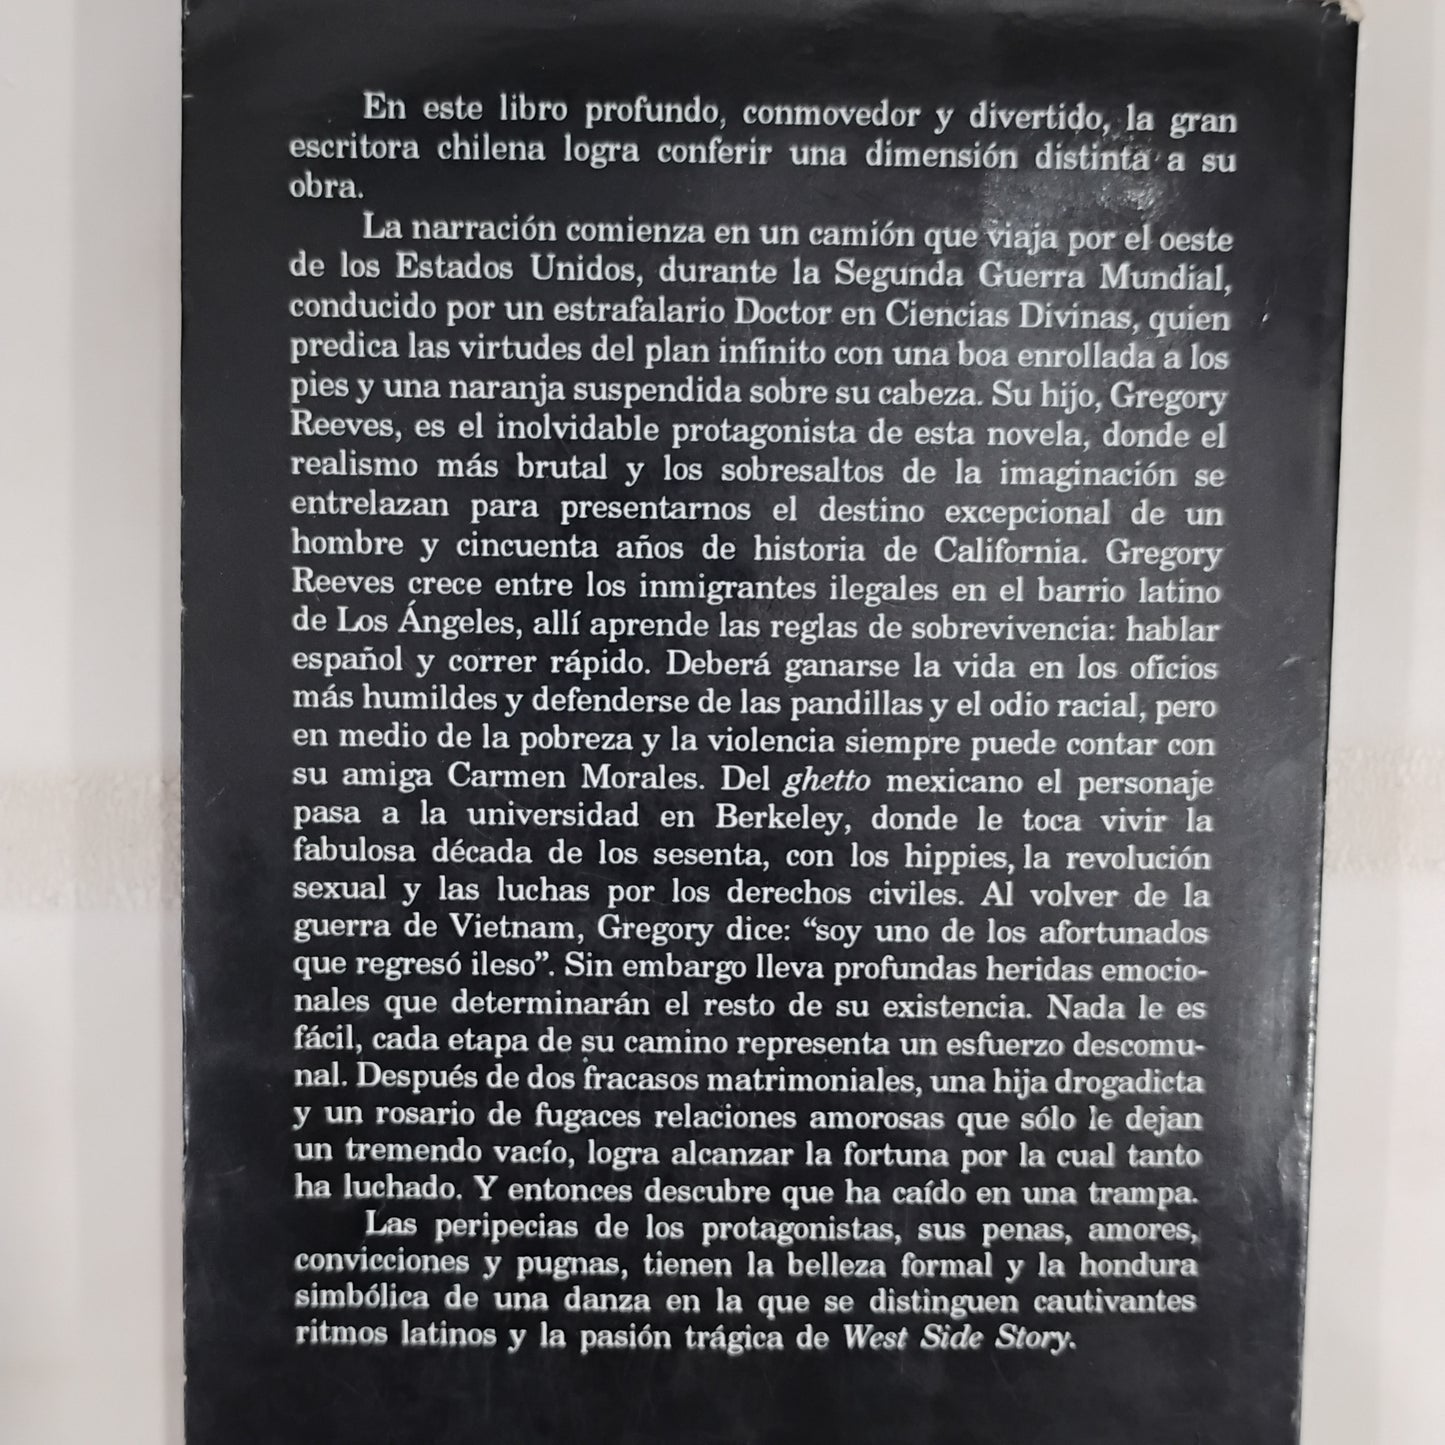 En este libro profundo, conmovedor y divertido, la gran
escritora chilena logra conferir una dimensión distinta a su
obra.
La narración comienza en un camión que viaja por el oeste
de los Estados Unidos, durante la Segunda Guerra Mundíal,
conducido por un estrafalario Doctor en Ciencias Divinas, quien
predica las virtudes del plan infinito con una boa enrollada a los
pies y una naranja suspendida sobre su cabeza. Su hijo, Gregory
Reeves, es el inolvidable protagonista de esta novela, donde el
realismo más brutal y los sobresaltos de la imaginación se
entrelazan para presentarnos el destino excepcional de un
hombre y cincuenta años de historia de California. Gregory
Reeves crece entre los inmigrantes ilegales en el barrio latino
de Los Ángeles, allí aprende las reglas de sobrevivencia: hablar
español y correr rápido. Deberá ganarse la vida en los oficios
más humildes y defenderse de las pandillas y el odio racial, pero
en medio de la pobreza y la violencia siempre puede contar con
su amiga Carmen Morales. Del ghetto mexicano el personaje
pasa a la universidad en Berkeley, donde le toca vivir la
fabulosa década de los sesenta, con los hippies, la revolución
sexual y las luchas por los derechos civiles. Al volver de la
guerra de Vietnam, Gregory dice: “soy uno de los afortunados
que regresó ileso”. Sin embargo lleva profundas heridas emocio-
nales que determinarán el resto de su existencia. Nada le es
fácil, cada etapa de su camino representa un esfuerzo descomu-
nal. Después de dos fracasos matrimoniales, una hija drogadicta
y un rosario de fugaces relaciones amorosas que sólo le dejan
un tremendo vacío, logra alcanzar la fortuna por la cual tanto
ha luchado. Y entonces descubre que ha caído en una trampa.
Las peripecias de los protagonistas, sus penas, amores,
convicciones y pugnas, tienen la belleza formal y la hondura
simbólica de una danza en la que se distinguen cautivantes
ritmos latinos y la pasión trágica de West Side Story.